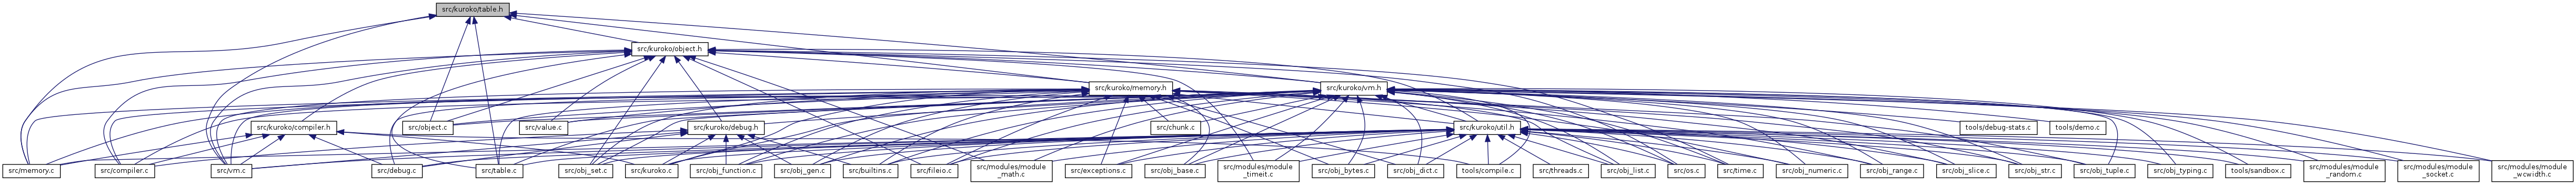 src/kuroko/table.h
src/kuroko/object.h
src/kuroko/memory.h
src/kuroko/vm.h
src/kuroko/compiler.h
src/object.c
src/value.c
src/kuroko/debug.h
src/chunk.c
src/kuroko/util.h
tools/debug-stats.c
tools/demo.c
src/memory.c
src/compiler.c
src/vm.c
src/debug.c
src/table.c
src/obj_set.c
src/kuroko.c
src/obj_function.c
src/obj_gen.c
src/builtins.c
src/fileio.c
src/modules/module
_math.c
src/exceptions.c
src/obj_base.c
src/modules/module
_timeit.c
src/obj_bytes.c
src/obj_dict.c
tools/compile.c
src/threads.c
src/obj_list.c
src/os.c
src/time.c
src/obj_numeric.c
src/obj_range.c
src/obj_slice.c
src/obj_str.c
src/obj_tuple.c
src/obj_typing.c
tools/sandbox.c
src/modules/module
_random.c
src/modules/module
_socket.c
src/modules/module
_wcwidth.c